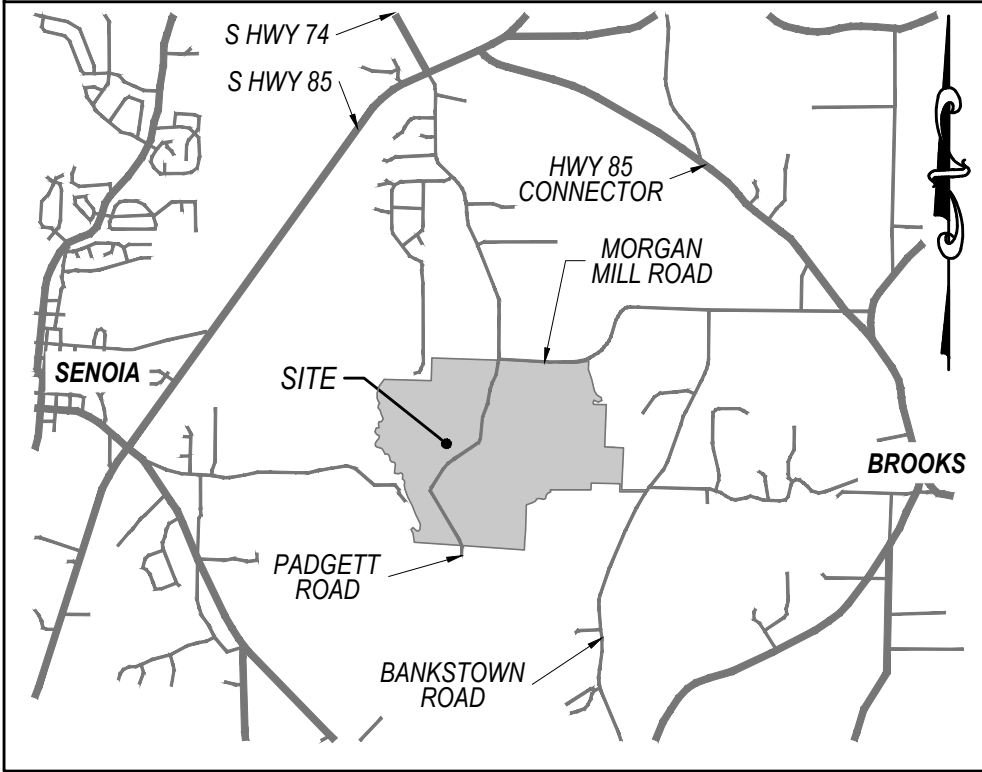 S HWY 74
S HWY 85
HWY 85
CONNECTOR
MORGAN
MILL ROAD
SENOIA
SITE
BROOKS
PADGETT
ROAD
BANKSTOWN
ROAD